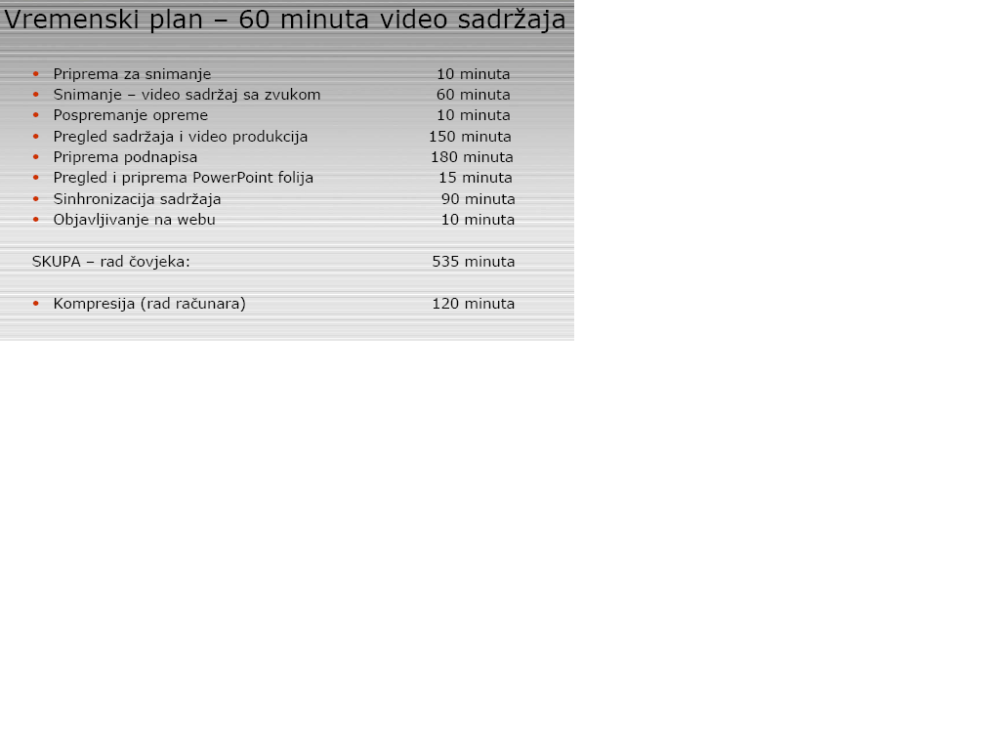 Vremenski plan – 60 minuta video sadržaja
• Priprema za snimanje 10 minuta
• Snimanje – video sadržaj sa zvukom 60 minuta
• Pospremanje opreme 10 minuta
• Pregled sadržaja i video produkcija 150 minuta
• Priprema podnapisa 180 minuta
• Pregled i priprema PowerPoint folija 15 minuta
• Sinhronizacija sadržaja 90 minuta
• Objavljivanje na webu 10 minuta
SKUPA – rad čovjeka: 535 minuta
• Kompresija (rad računara) 120 minuta